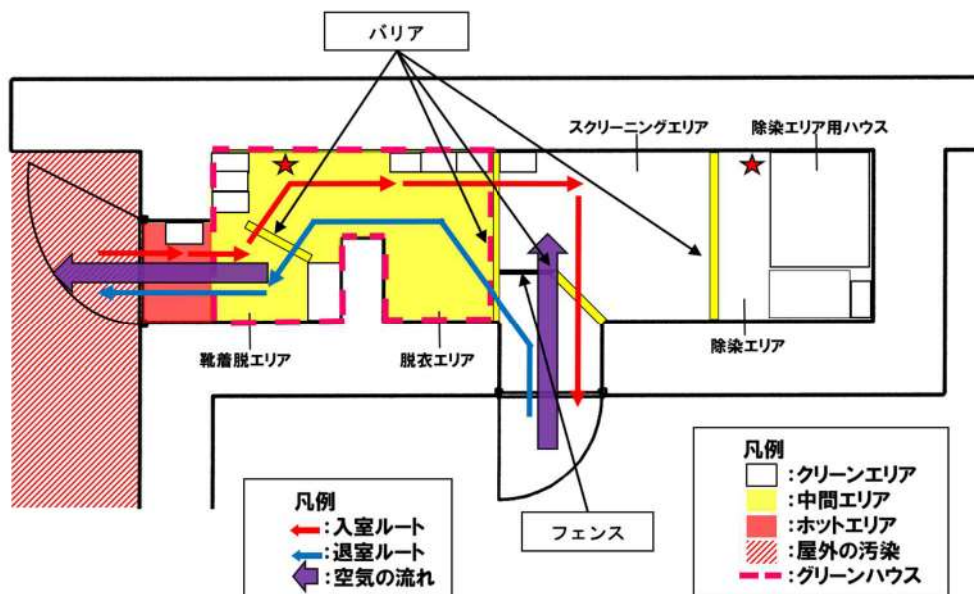 バリア
スクリーニングエリア
除染エリア用ハウス
靴着脱エリア
脱衣エリア
除染エリア
フェンス
凡例
:入室ルート
:退室ルート
:空気の流れ
凡例
:クリーンエリア
:中間エリア
:ホットエリア
:屋外の汚染
:グリーンハウス